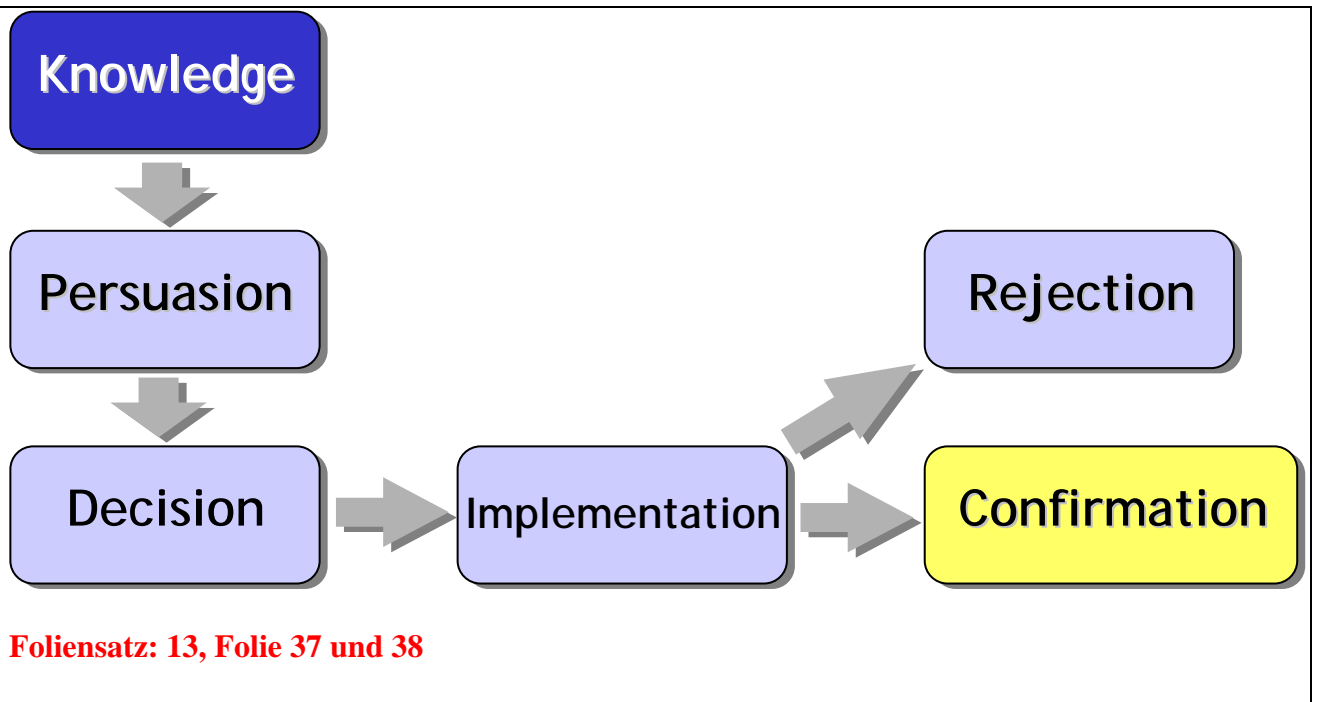 Knowledge
Persuasion
Rejection
Decision
Implementation
Confirmation
Foliensatz: 13, Folie 37 und 38